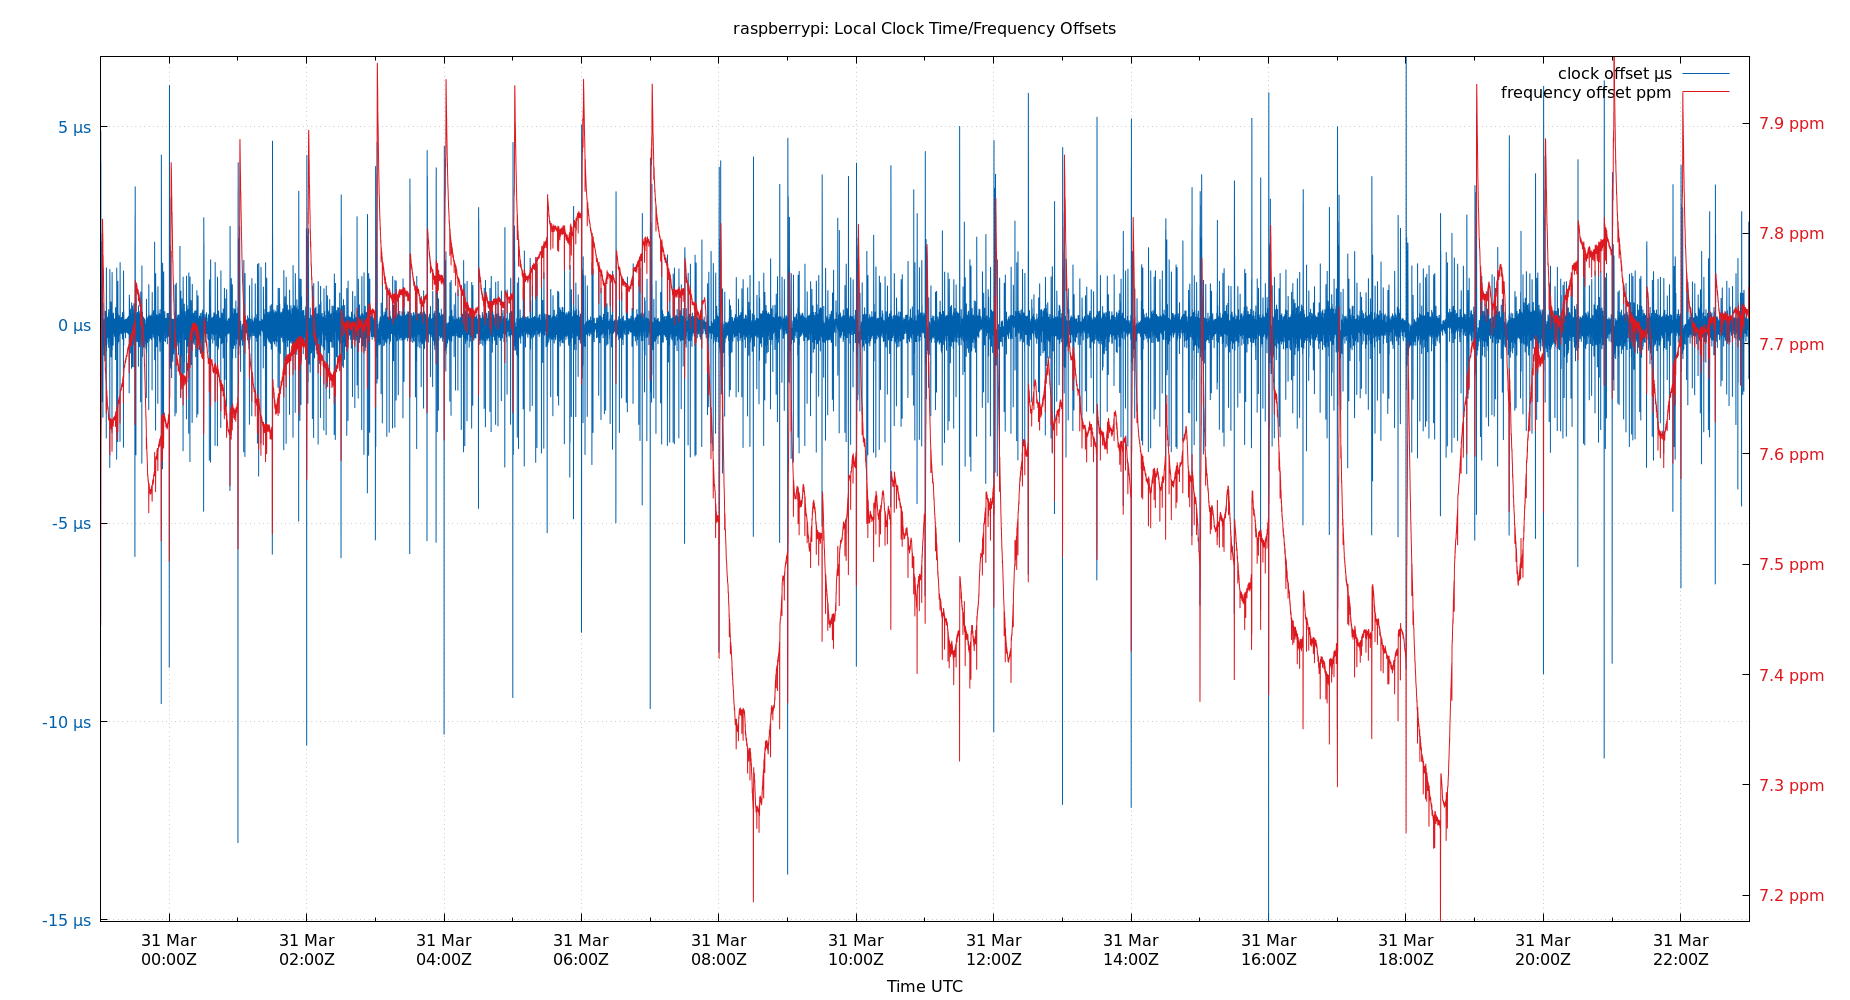 raspberrypi: Local Clock Time/Frequency Offsets
clock offset µs
frequency offset ppm
5 µs
0 µs
-5 µs
-10 µs
-15 µs
7.9 ppm
7.8 ppm
7.7 ppm
7.6 ppm
7.5 ppm
7.4 ppm
7.3 ppm
7.2 ppm
31 Mar 31 Mar 31 Mar 31 Mar 31 Mar 31 Mar 31 Mar 31 Mar 31 Mar 31 Mar 31 Mar 31 Mar
00:00Z 02:00Z 04:00Z 06:00Z 08:00Z 10:00Z 12:00Z 14:00Z 16:00Z 18:00Z 20:00Z 22:00Z
Time UTC